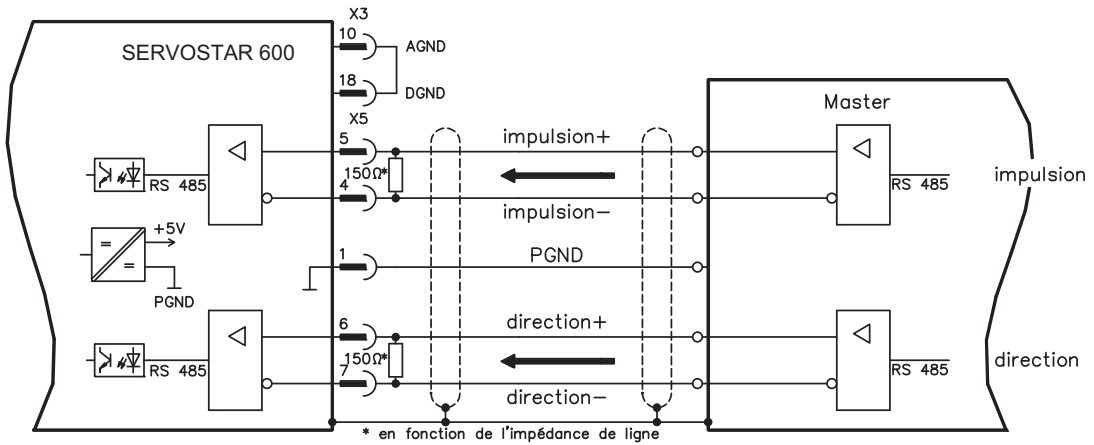 X3
10
AGND
SERVOSTAR 600
18
DGND
Master
X5
5
impulsion+
150Ω*
RS 485
RS 485
impulsion
4
impulsion-
+5V
1
PGND
PGND
6
direction+
150Ω*
RS 485
RS 485
direction
7
direction-
* en fonction de l'impédance de ligne